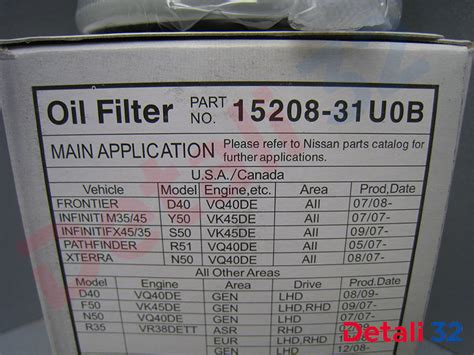 Oil Filter PART NO. 15208-31U0B
MAIN APPLICATION Please refer to Nissan parts catalog for further applications.
U.S.A./Canada
Vehicle Model Engine,etc. Area Prod,Date
FRONTIER D40 VQ40DE All 07/08-
INFINITI M35/45 Y50 VK45DE All 07/07-
INFINITIFX45/35 S50 VK45DE All 09/07-
PATHFINDER R51 VQ40DE All 05/07-
XTERRA N50 VQ40DE All 08/07-
All Other Areas
Model Engine Area Drive Prod.Date
D40 VQ40DE GEN LHD 08/09-
F50 VK45DE GEN LHD,RHD 09/07-
N50 VQ40DE GEN LHD 07/07-
R35 VR38DETT ASR RHD
EUR LHD,RHD
GEN LHD 12/08-
Detali 32